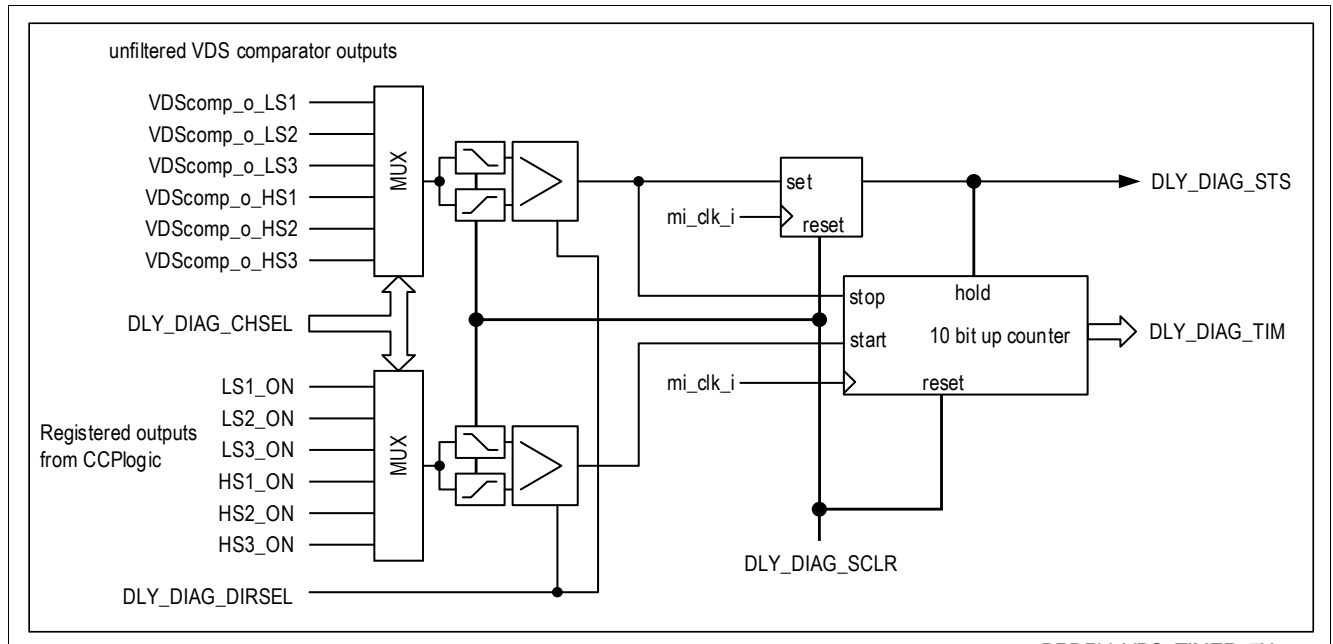 unfiltered VDS comparator outputs
VDScomp_o_LS1
VDScomp_o_LS2
VDScomp_o_LS3
VDScomp_o_HS1
VDScomp_o_HS2
VDScomp_o_HS3
MUX
DLY_DIAG_CHSEL
set
mi_clk_i
reset
DLY_DIAG_STS
stop
hold
start
10 bit up counter
DLY_DIAG_TIM
mi_clk_i
reset
Registered outputs
from CCPlogic
LS1_ON
LS2_ON
LS3_ON
HS1_ON
HS2_ON
HS3_ON
MUX
DLY_DIAG_SCLR
DLY_DIAG_DIRSEL